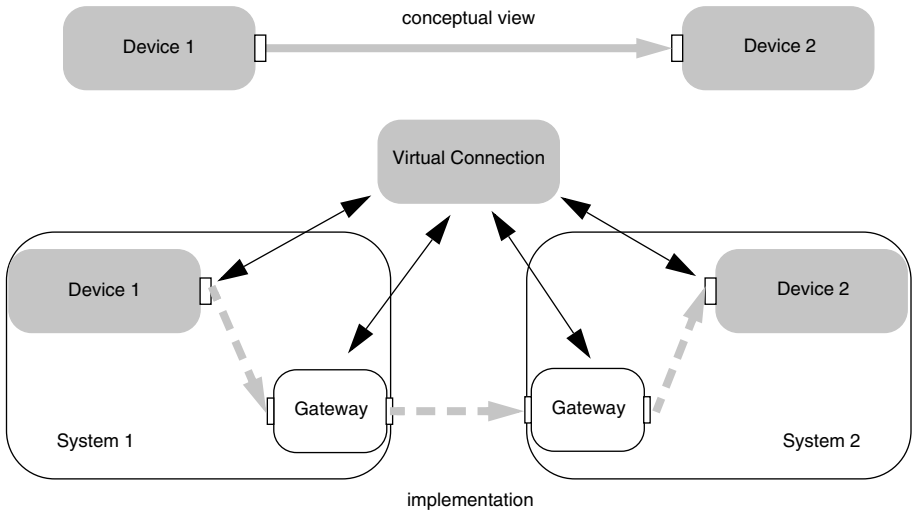 conceptual view
Device 1
Device 2
Virtual Connection
Device 1
Device 2
Gateway
Gateway
System 1
System 2
implementation